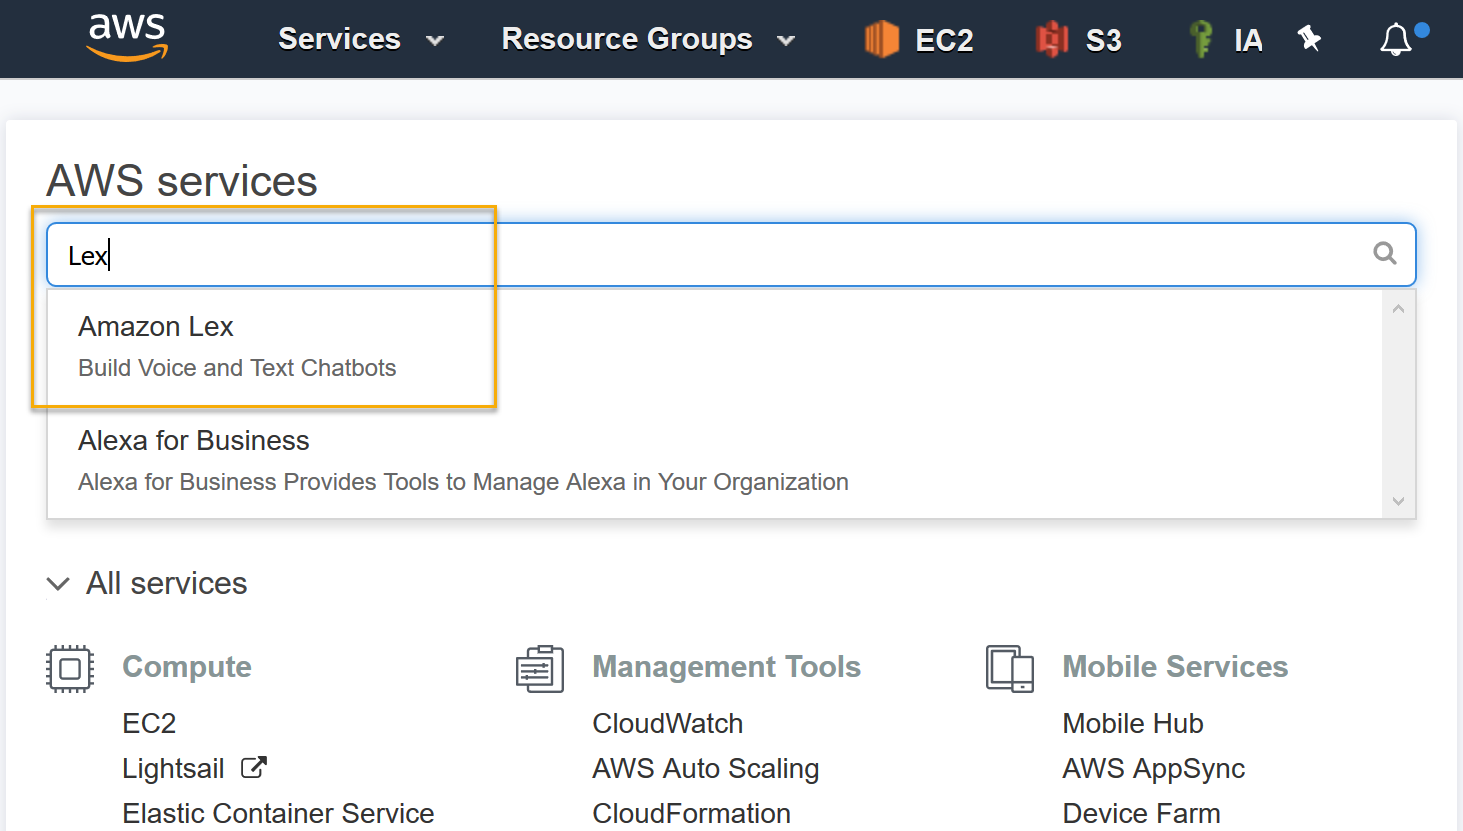 aws
Services Resource Groups EC2 S3 IA
AWS services
Lex
Amazon Lex
Build Voice and Text Chatbots
Alexa for Business
Alexa for Business Provides Tools to Manage Alexa in Your Organization
All services
Compute
EC2
Lightsail
Elastic Container Service
Management Tools
CloudWatch
AWS Auto Scaling
CloudFormation
Mobile Services
Mobile Hub
AWS AppSync
Device Farm